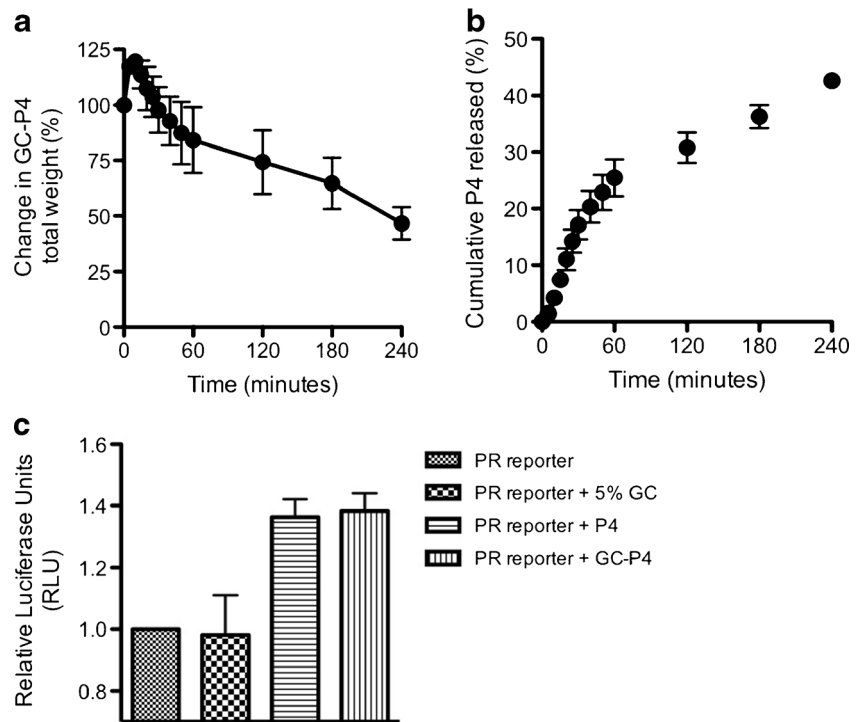 a
Change in GC-P4
total weight (%)
125
100
75
50
25
0
0 60 120 180 240
Time (minutes)
b
Cumulative P4 released (%)
50
40
30
20
10
0
0 60 120 180 240
Time (minutes)
c
Relative Luciferase Units
(RLU)
1.6
1.4
1.2
1.0
0.8
PR reporter
PR reporter + 5% GC
PR reporter + P4
PR reporter + GC-P4